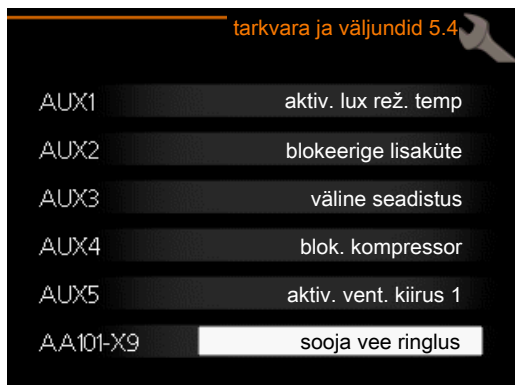 tarkvara ja väljundid 5.4
AUX1 aktiv. lux rež. temp
AUX2 blokeerige lisaküte
AUX3 väline seadistus
AUX4 blok. kompressor
AUX5 aktiv. vent. kiirus 1
AA101-X9 sooja vee ringlus